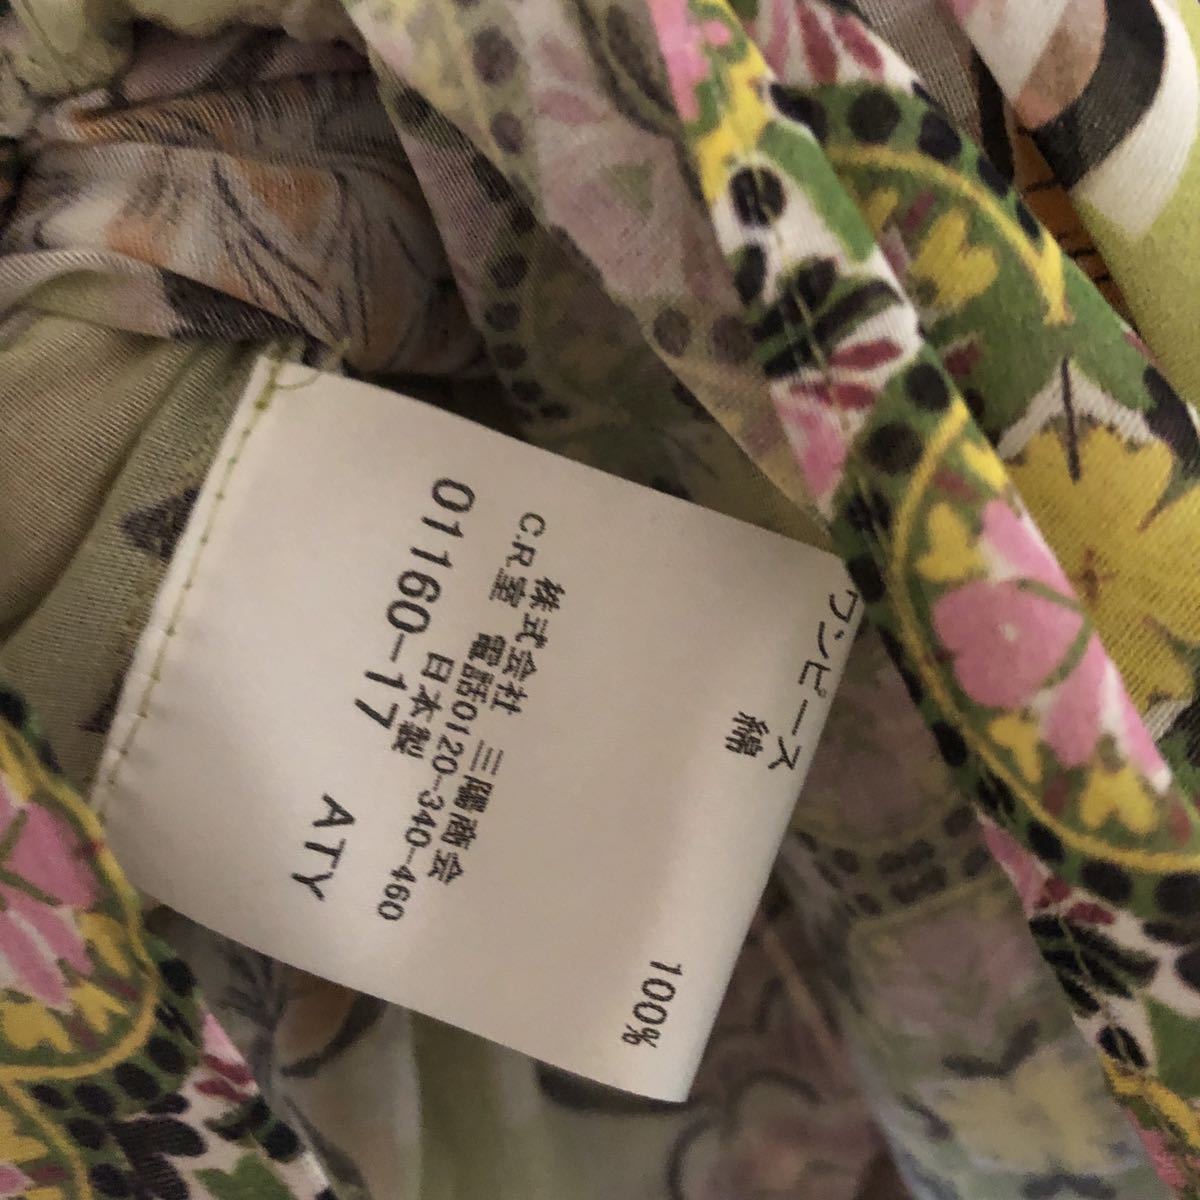 ワンピース
綿 100%
株式会社 三陽商会
C.R室 電話0120-340-460
日本製
01160-17 ATY